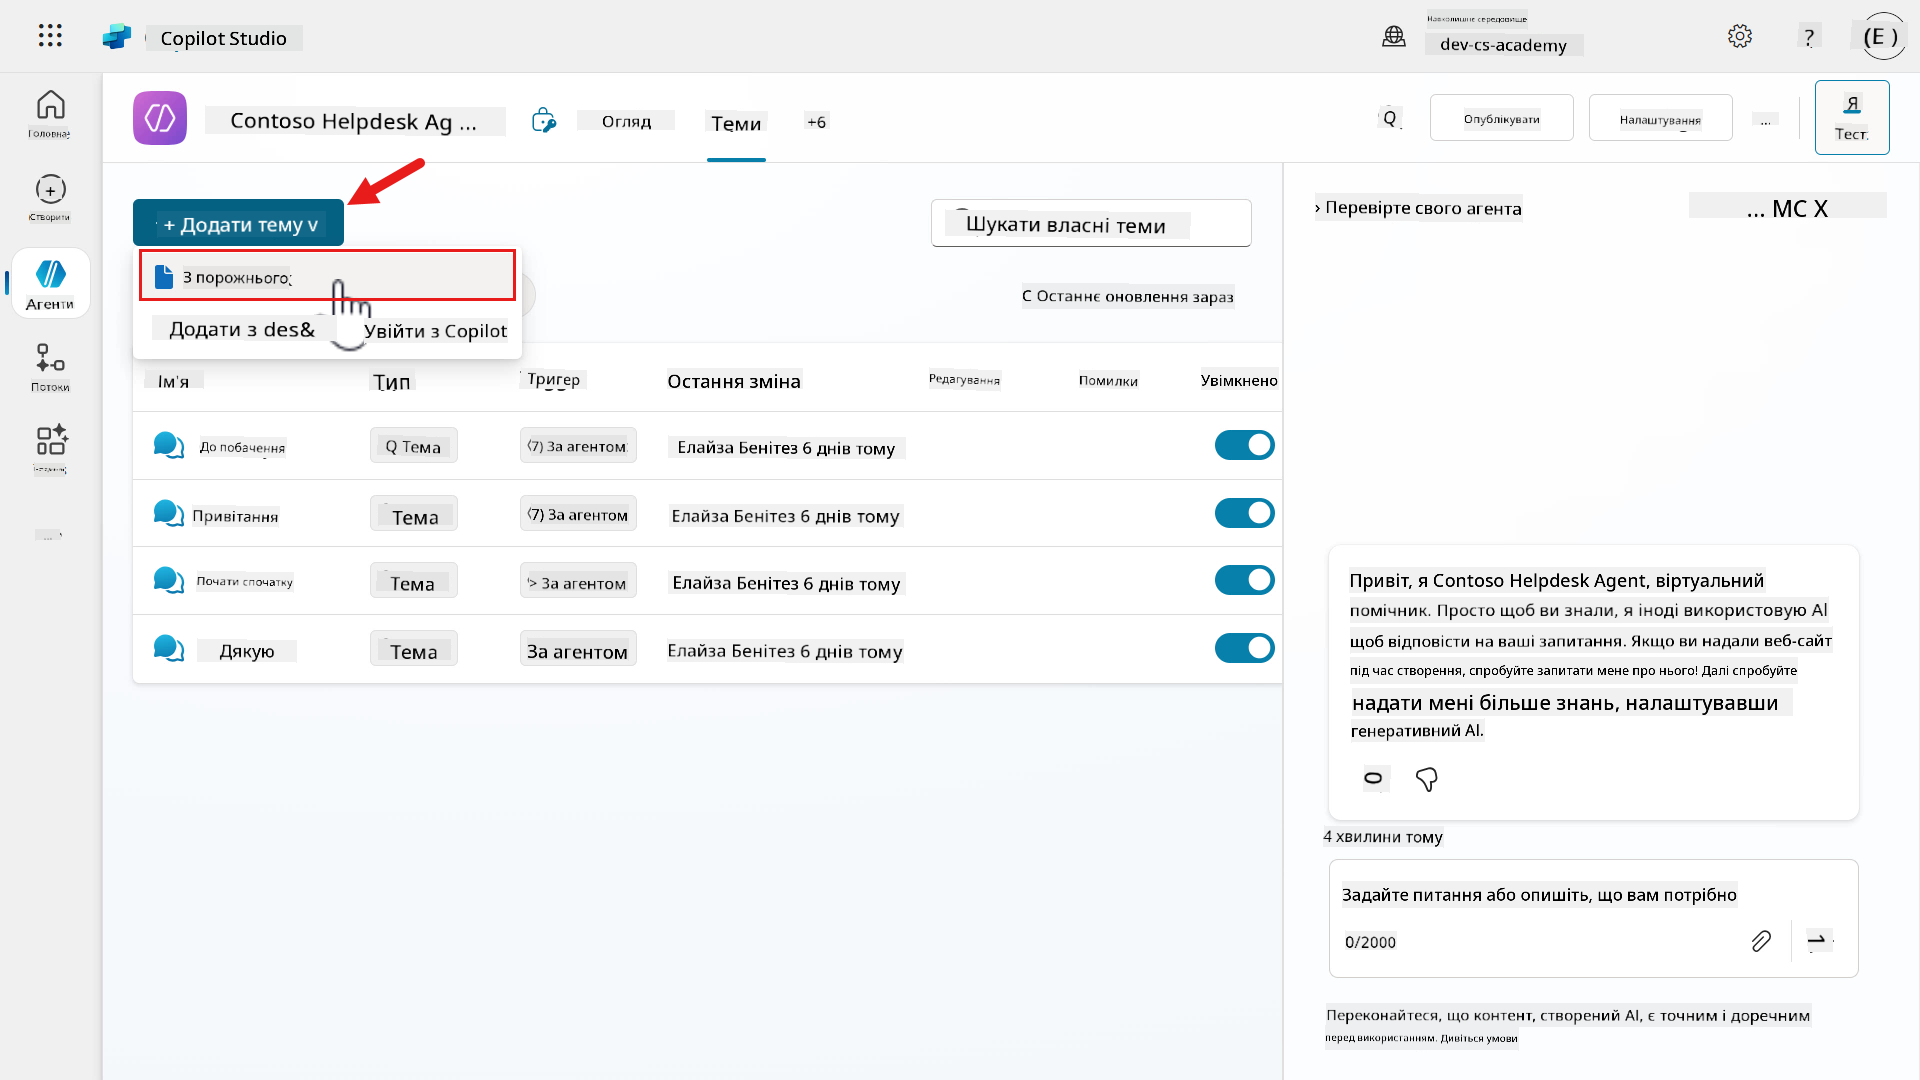 Copilot Studio
Навколишнє середовище
dev-cs-academy
?
(E )
Головна
Створити
Агенти
Потоки
...
Contoso Helpdesk Ag ...
Огляд
Теми
+6
Q
Опублікувати
Налаштування
...
Я
Тест
+ Додати тему v
З порожнього
Додати з des&
Увійти з Copilot
Шукати власні теми
С Останнє оновлення зараз
Ім'я
Тип
Тригер
Остання зміна
Редагування
Помилки
Увімкнено
До побачення
Q Тема
(7) За агентом
Елайза Бенітез 6 днів тому
Привітання
Тема
(7) За агентом
Елайза Бенітез 6 днів тому
Почати спочатку
Тема
> За агентом
Елайза Бенітез 6 днів тому
Дякую
Тема
За агентом
Елайза Бенітез 6 днів тому
› Перевірте свого агента
... MC X
Привіт, я Contoso Helpdesk Agent, віртуальний
помічник. Просто щоб ви знали, я іноді використовую AI
щоб відповісти на ваші запитання. Якщо ви надали веб-сайт
під час створення, спробуйте запитати мене про нього! Далі спробуйте
надати мені більше знань, налаштувавши
генеративний AI.
4 хвилини тому
Задайте питання або опишіть, що вам потрібно
0/2000
Переконайтеся, що контент, створений AI, є точним і доречним
перед використанням. Дивіться умови